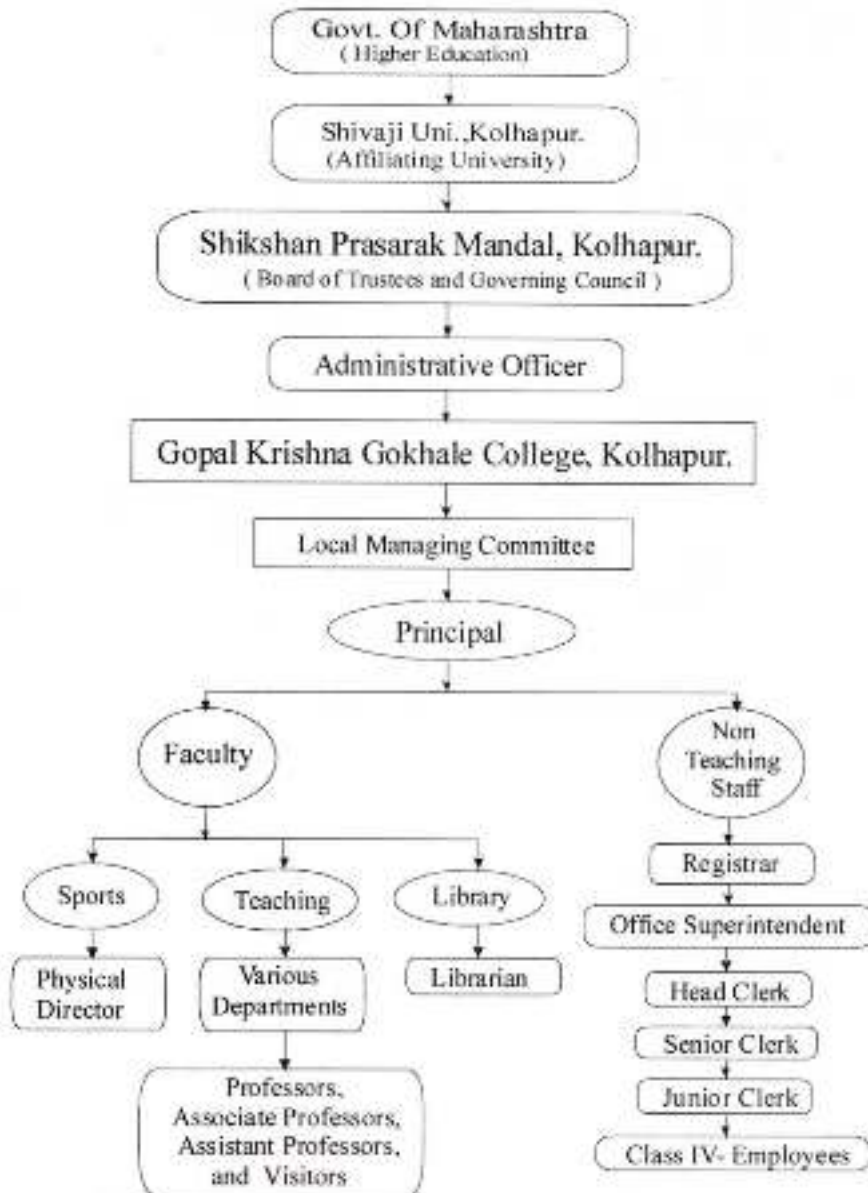 Govt. Of Maharashtra
( Higher Education)
Shivaji Uni.,Kolhapur.
(Affiliating University)
Shikshan Prasarak Mandal, Kolhapur.
( Board of Trustees and Governing Council )
Administrative Officer
Gopal Krishna Gokhale College, Kolhapur.
Local Managing Committee
Principal
Faculty
Non
Teaching
Staff
Sports
Teaching
Library
Physical
Director
Various
Departments
Librarian
Professors,
Associate Professors,
Assistant Professors,
and Visitors
Registrar
Office Superintendent
Head Clerk
Senior Clerk
Junior Clerk
Class IV- Employees